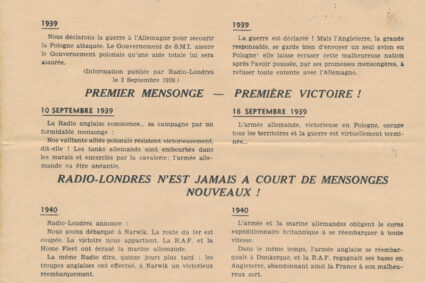 1939
Nous déclarons la guerre à l'Allemagne pour secourir
la Pologne attaquée. Le Gouvernement de S.M.I. assure
le Gouvernement polonais qu'une aide totale lui sera
assurée.
(Information publiée par Radio-Londres
le 3 Septembre 1939.)
1939
La guerre est déclarée ! Mais l'Angleterre, la grande
responsable, se garde bien d'envoyer un seul avion en
Pologne: elle laisse écraser cette malheureuse nation
après l'avoir poussée, par ses promesses mensongères, à
refuser toute entente avec l'Allemagne.
PREMIER MENSONGE — PREMIÈRE VICTOIRE !
10 SEPTEMBRE 1939
La Radio anglaise commence... sa campagne par un
formidable mensonge :
Nos vaillants alliés polonais résistent victorieusement,
dit-elle ! Les tanks allemands sont embourbés dans
les marais et encerclés par la cavalerie; l'armée alle-
mande va être anéantie.
18 SEPTEMBRE 1939
L'armée allemande, victorieuse en Pologne, occupe
tous les territoires et la guerre est virtuellement termi-
née...
RADIO-LONDRES N'EST JAMAIS A COURT DE MENSONGES
NOUVEAUX !
1940
Radio-Londres annonce :
Nous avons débarqué à Narwik. La route du fer est
coupée. La victoire nous appartient. La R.A.F. et la
Home Fleet ont écrasé la marine allemande.
La même Radio dira, quinze jours plus tard : les
troupes anglaises ont effectué, à Narwik un victorieux
réembarquement.
1940
L'armée et la marine allemandes obligent le corps
expéditionnaire britannique à se réembarquer à toute
vitesse.
Dans le même temps, l'armée anglaise se réembar-
quait à Dunkerque, et la R.A.F. regagnait ses bases en
Angleterre, abandonnant ainsi la France à son malheu-
reux sort.